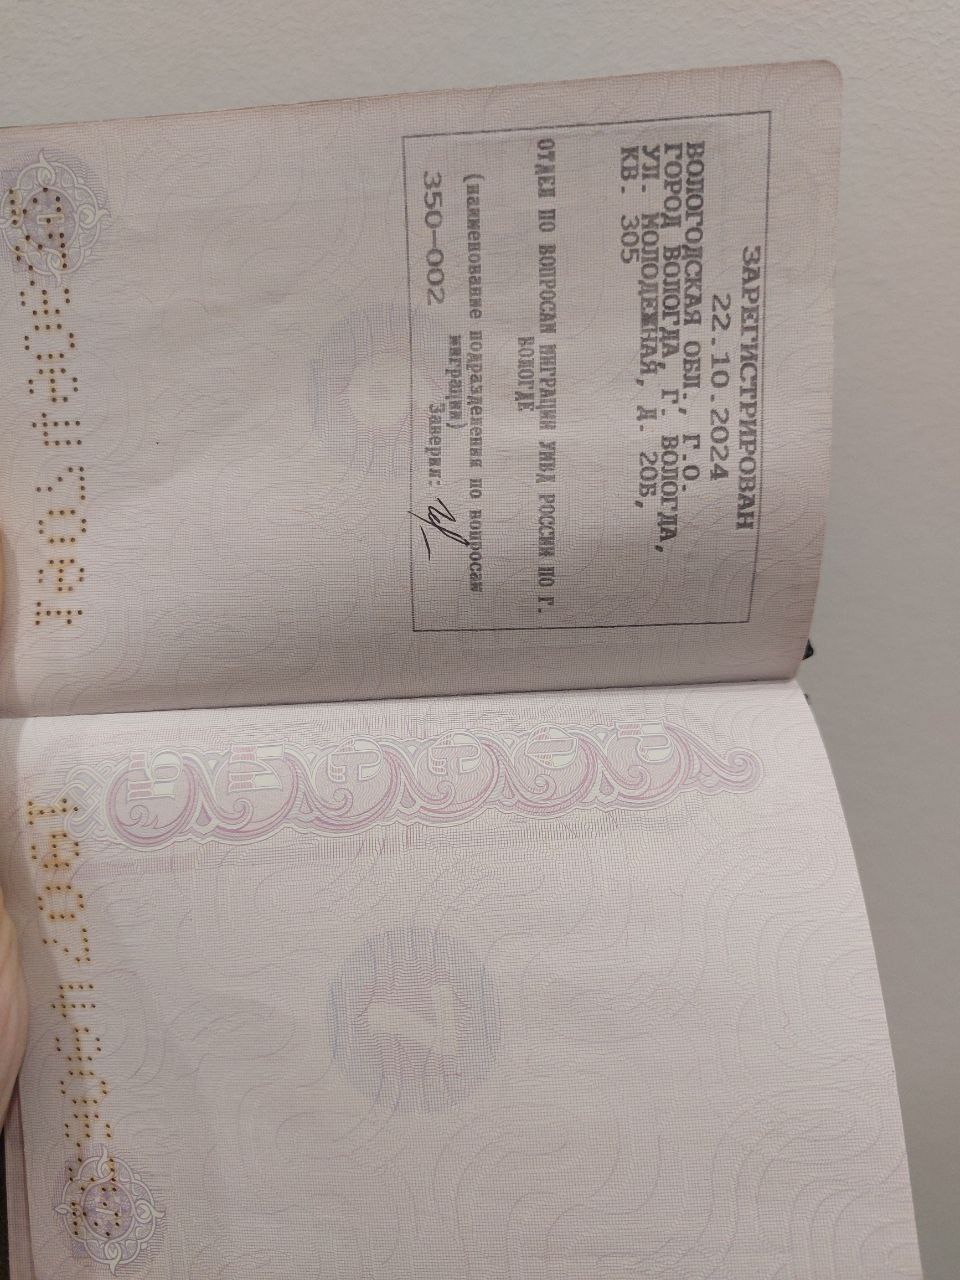 ЗАРЕГИСТРИРОВАН
22.10.2024
ВОЛОГОДСКАЯ ОБЛ., Г.О.
ГОРОД ВОЛОГДА, Г. ВОЛОГДА,
УЛ. МОЛОДЕЖНАЯ, Д. 20Б,
КВ. 305
ОТДЕЛ ПО ВОПРОСАМ МИГРАЦИИ УМВД РОССИИ ПО Г.
ВОЛОГДЕ
(наименование подразделения по вопросам
миграции)
350-002 Заверил:
7